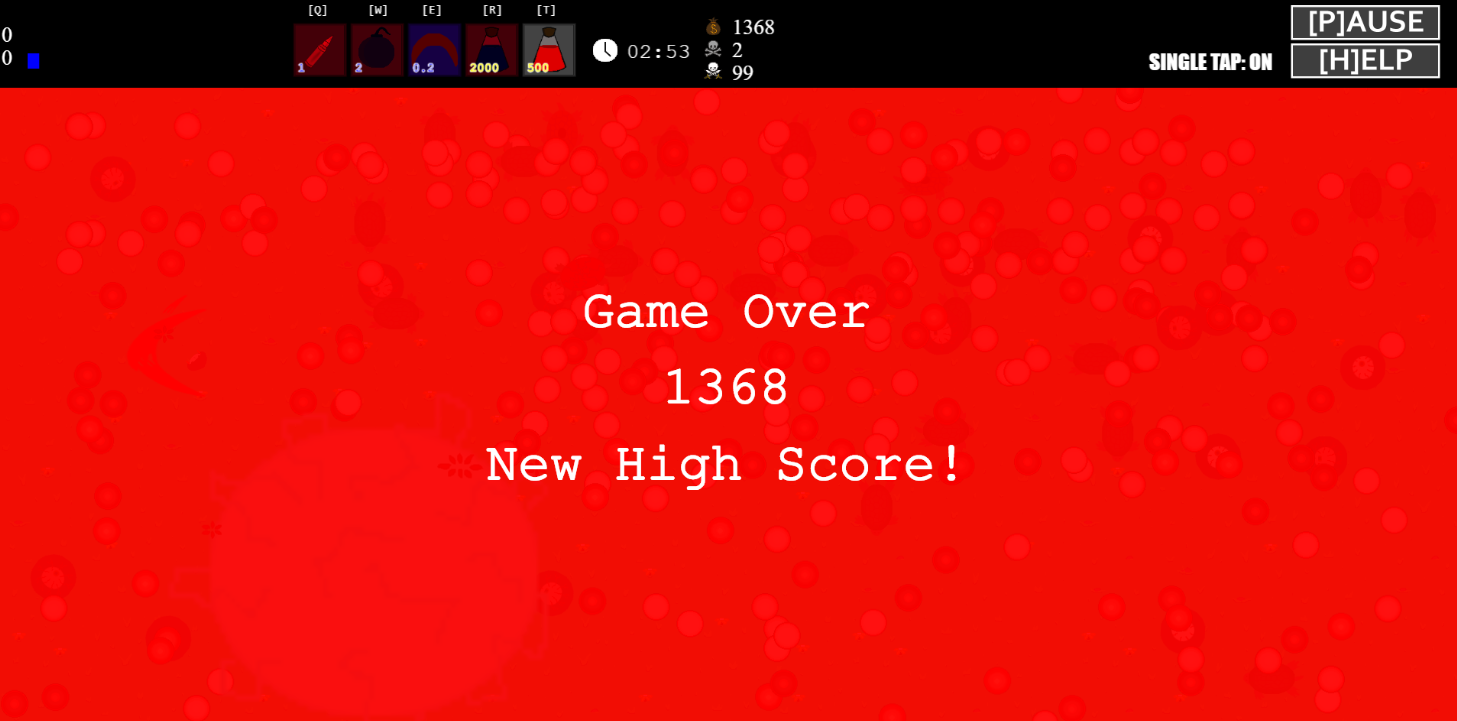 [Q] [W] [E] [R] [T]
1 2 0.2 2000 500
0
0
02:53
1368
2
99
SINGLE TAP: ON
[P]AUSE
[H]ELP
Game Over
1368
New High Score!